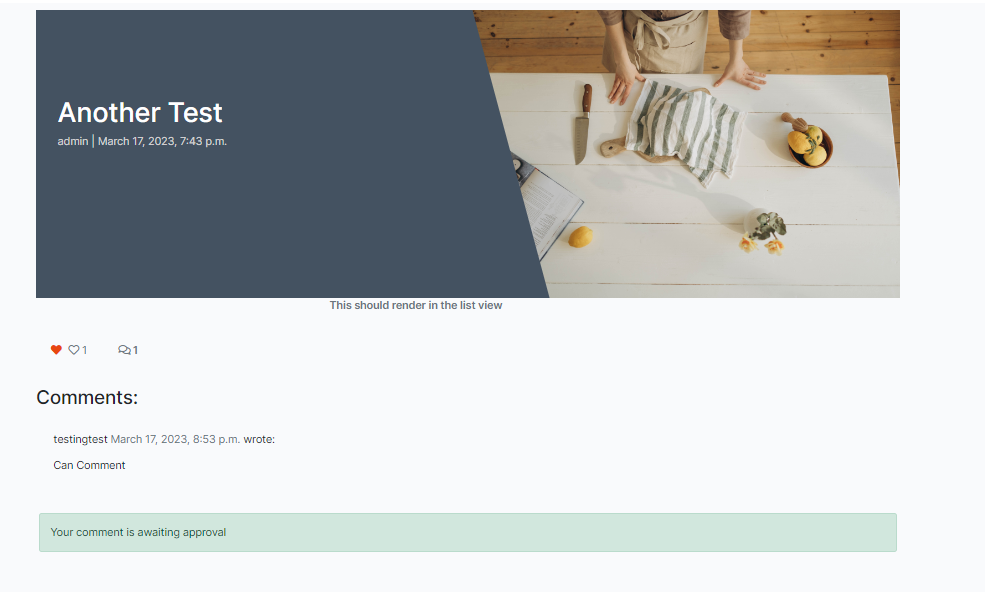 Another Test
admin | March 17, 2023, 7:43 p.m.
This should render in the list view
1 1
Comments:
testingtest March 17, 2023, 8:53 p.m. wrote:
Can Comment
Your comment is awaiting approval